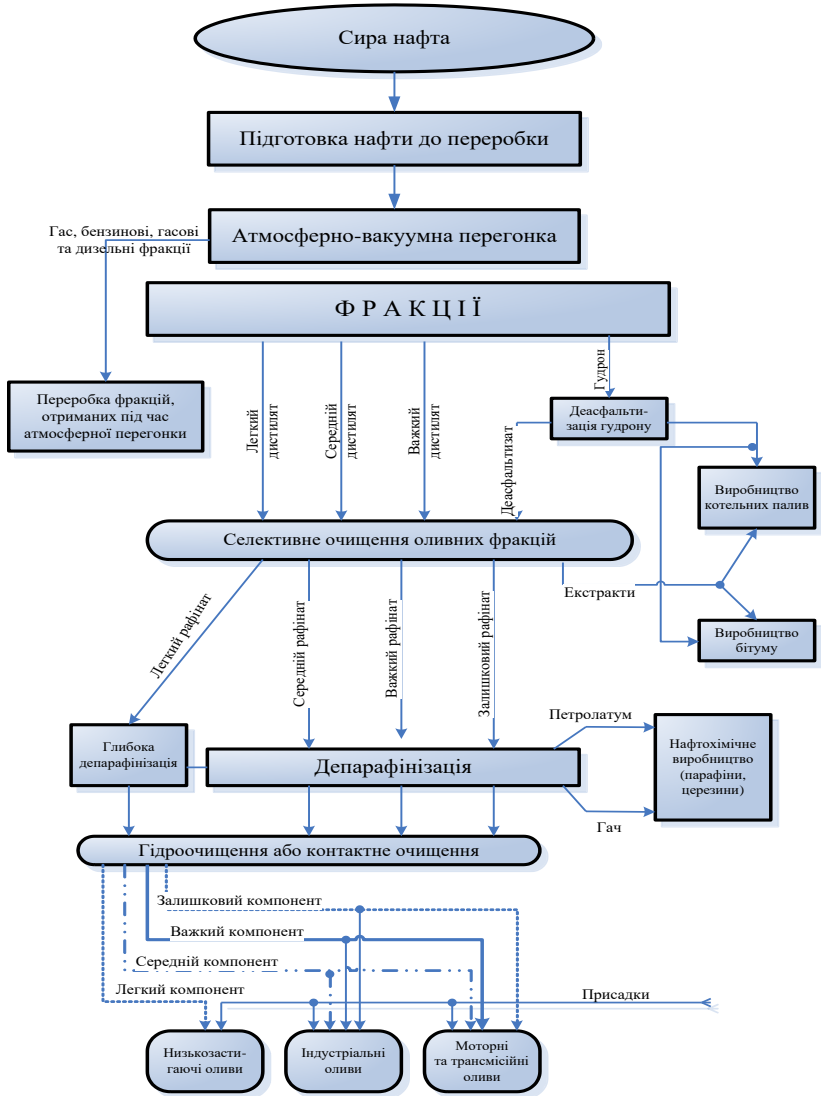 Сира нафта
Підготовка нафти до переробки
Гас, бензинові, гасові
та дизельні фракції
Атмосферно-вакуумна перегонка
Ф Р А К Ц І Ї
Переробка фракцій,
отриманих під час
атмосферної перегонки
Легкий
дистилят
Середній
дистилят
Важкий
дистилят
Гудрон
Деасфальти-
зація гудрону
Деасфальтизат
Виробництво
котельних палив
Селективне очищення оливних фракцій
Екстракти
Виробництво
бітуму
Легкий рафінат
Середній рафінат
Важкий рафінат
Залишковий рафінат
Петролатум
Глибока
депарафінізація
Депарафінізація
Нафтохімічне
виробництво
(парафіни,
церезини)
Гач
Гідроочищення або контактне очищення
Залишковий компонент
Важкий компонент
Середній компонент
Легкий компонент
Присадки
Низькозасти-
гаючі оливи
Індустріальні
оливи
Моторні
та трансмісійні
оливи